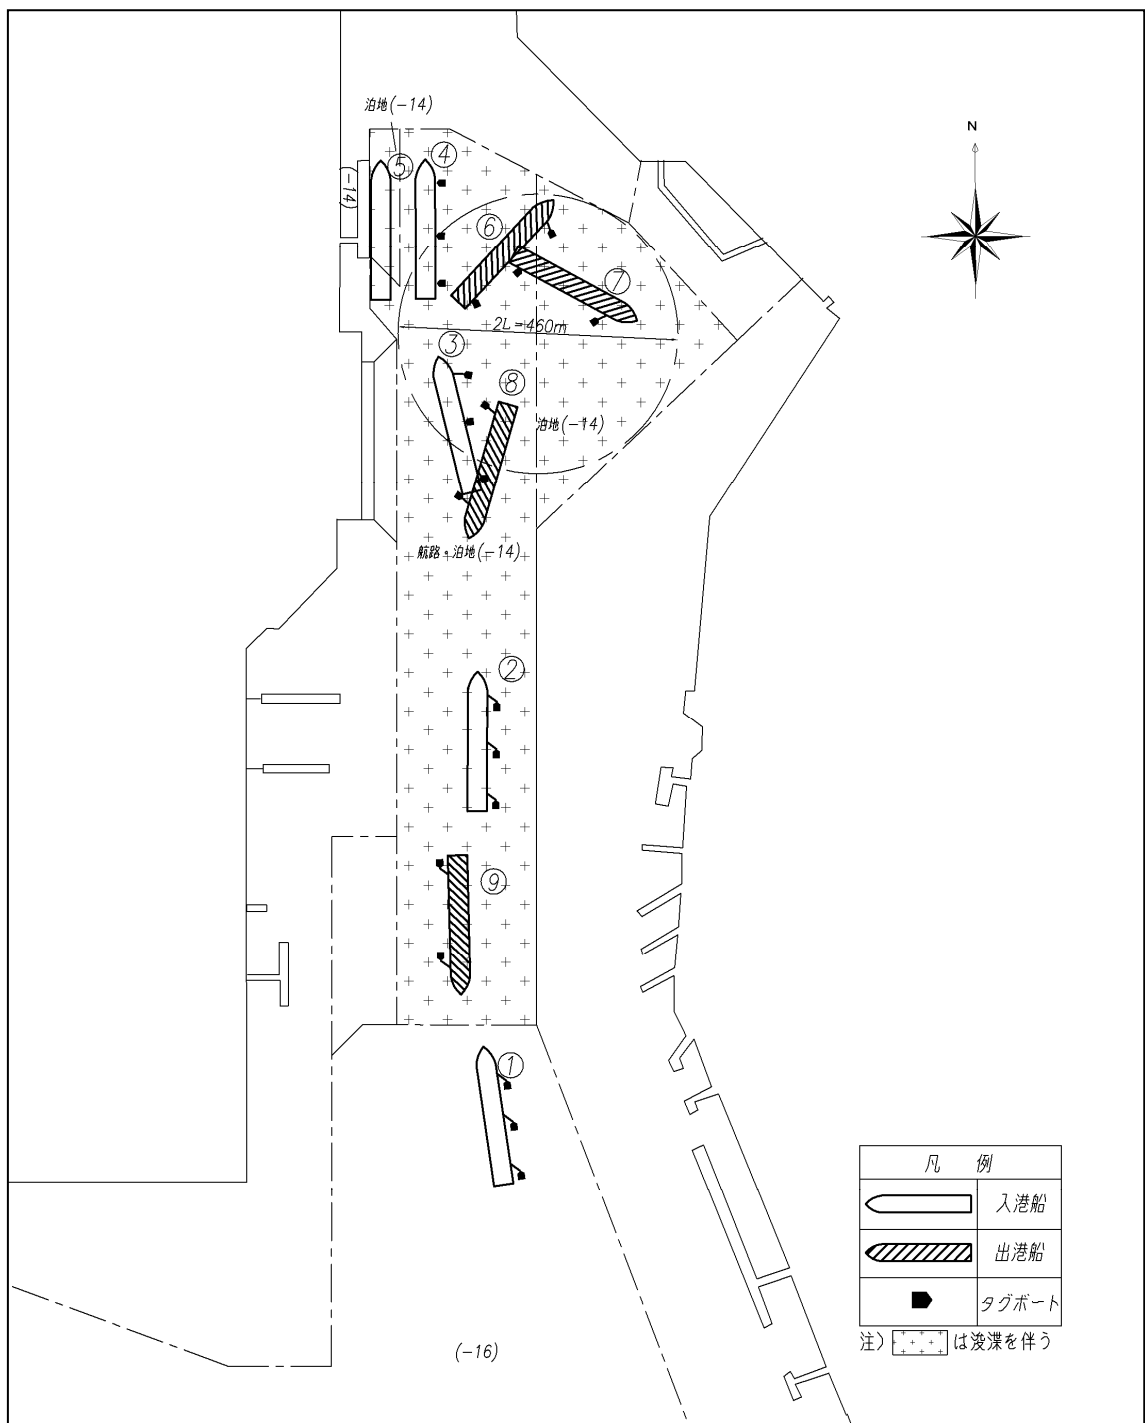 泊地(-14)
N
④
⑤
(-14)
⑥
⑦
2L=460m
③
⑧
泊地(-14)
航路・泊地(-14)
②
⑨
①
凡 例
入港船
出港船
タグボート
注) は浚渫を伴う
(-16)